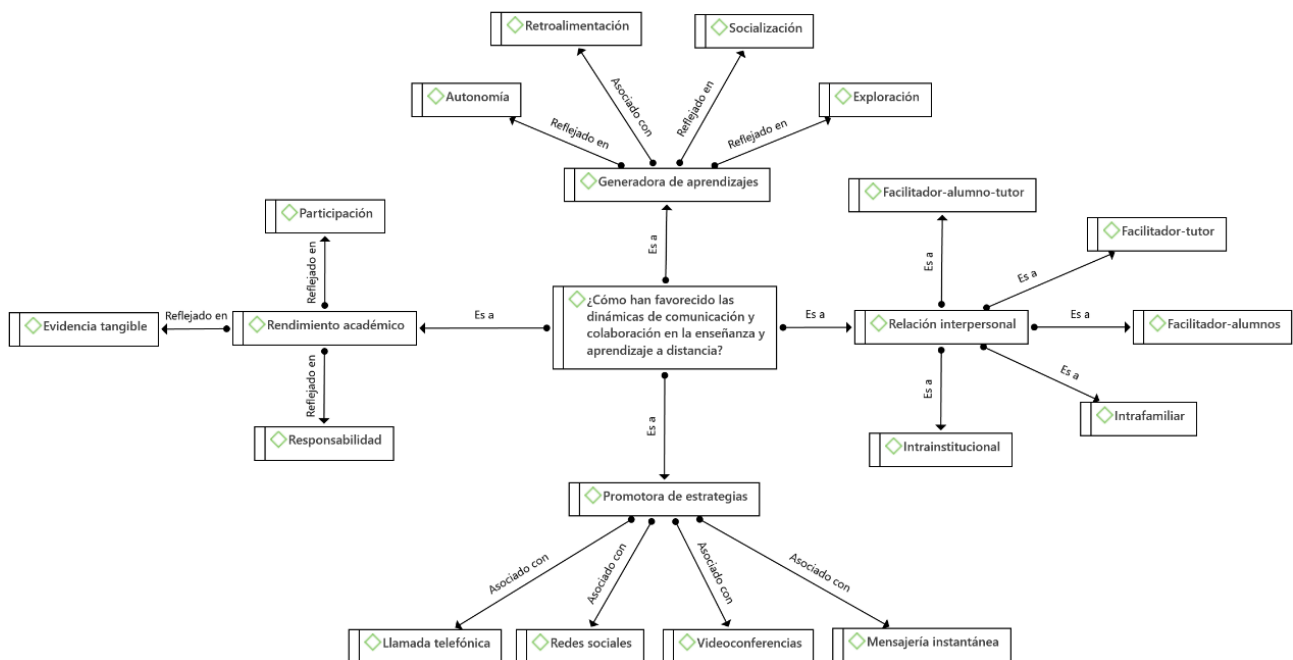 Retroalimentación
Socialización
Autonomía
Exploración
Reflejado en
Asociado con
Reflejado en
Reflejado en
Generadora de aprendizajes
Es a
Facilitador-alumno-tutor
Facilitador-tutor
Participación
Reflejado en
Evidencia tangible
Reflejado en
Rendimiento académico
Es a
¿Cómo han favorecido las
dinámicas de comunicación y
colaboración en la enseñanza y
aprendizaje a distancia?
Es a
Relación interpersonal
Es a
Es a
Es a
Facilitador-alumnos
Reflejado en
Responsabilidad
Es a
Es a
Intrafamiliar
Intrainstitucional
Es a
Promotora de estrategias
Asociado con
Asociado con
Asociado con
Asociado con
Llamada telefónica
Redes sociales
Videoconferencias
Mensajería instantánea